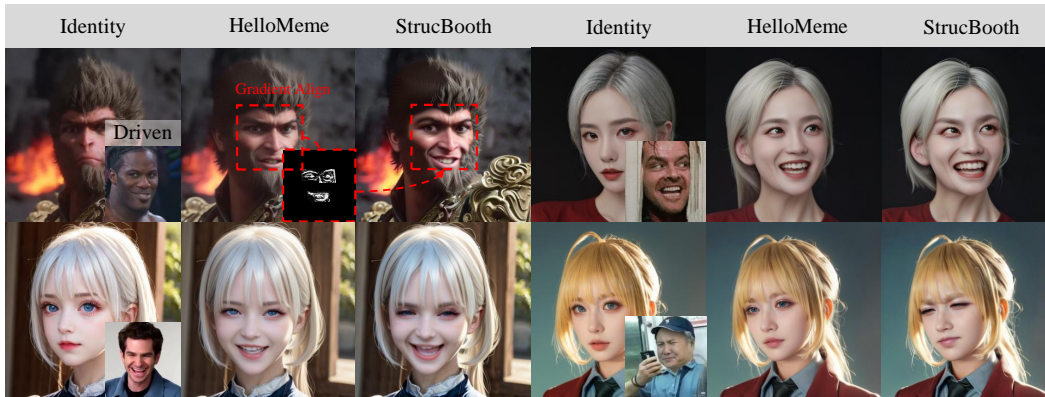 Identity HelloMeme StrucBooth Identity HelloMeme StrucBooth
Gradient Align
Driven